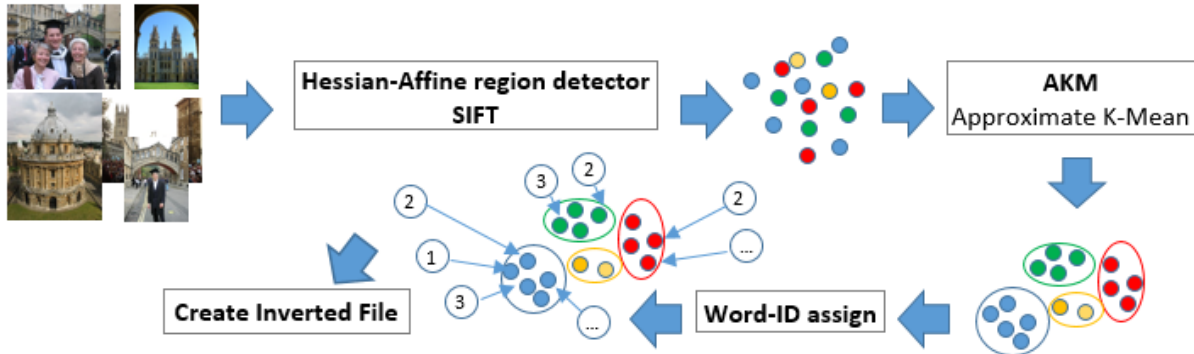 Hessian-Affine region detector
SIFT
AKM
Approximate K-Mean
2
3
2
2
1
...
3
...
Create Inverted File
Word-ID assign